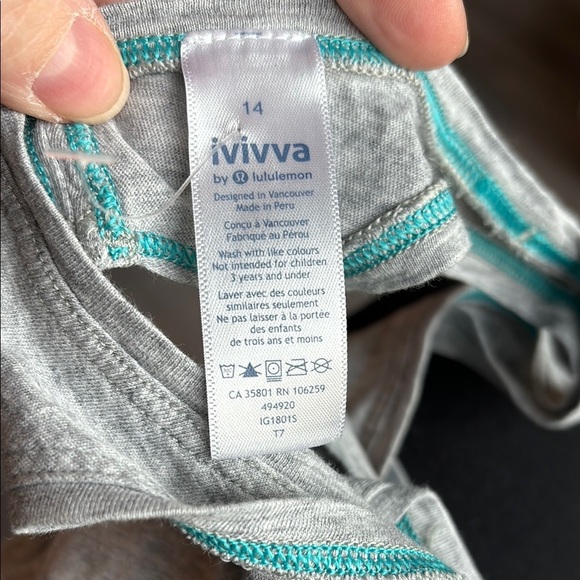 14
ivivva
by lululemon
Designed in Vancouver
Made in Peru
Conçu a Vancouver
Fabriqué au Pérou
Wash with like colours
Not intended for children
3 years and under
Laver avec des couleurs
similaires seulement
Ne pas laisser à la portée
des enfants
de trois ans et moins
CA 35801 RN 106259
494920
IG1801S
T7